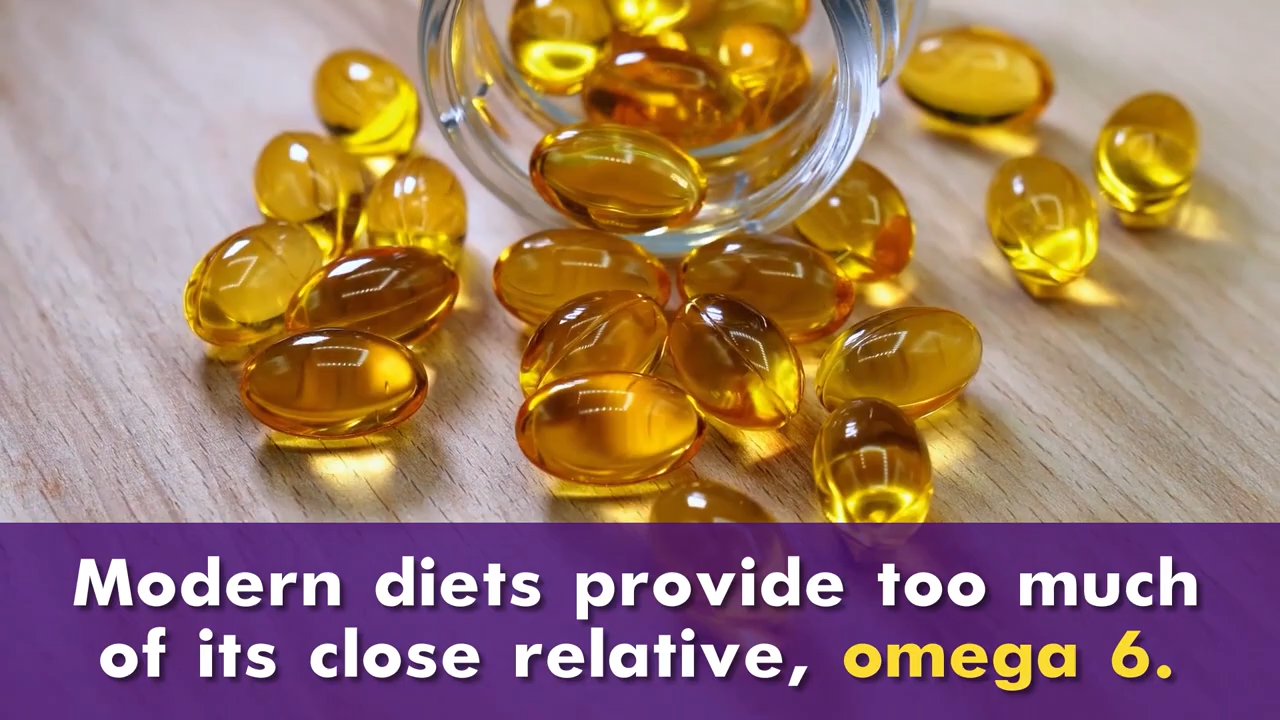 Modern diets provide too much
of its close relative, omega 6.